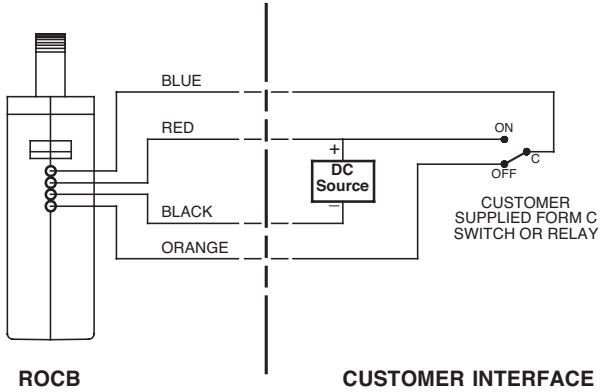 BLUE
RED
ON
+
DC
Source
C
OFF
–
BLACK
CUSTOMER
SUPPLIED FORM C
SWITCH OR RELAY
ORANGE
ROCB
CUSTOMER INTERFACE